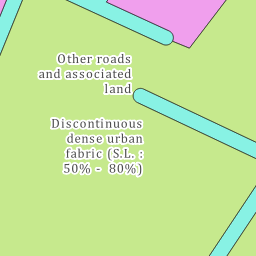 Other roads
and associated
land
Discontinuous
dense urban
fabric (S.L. :
50% - 80%)